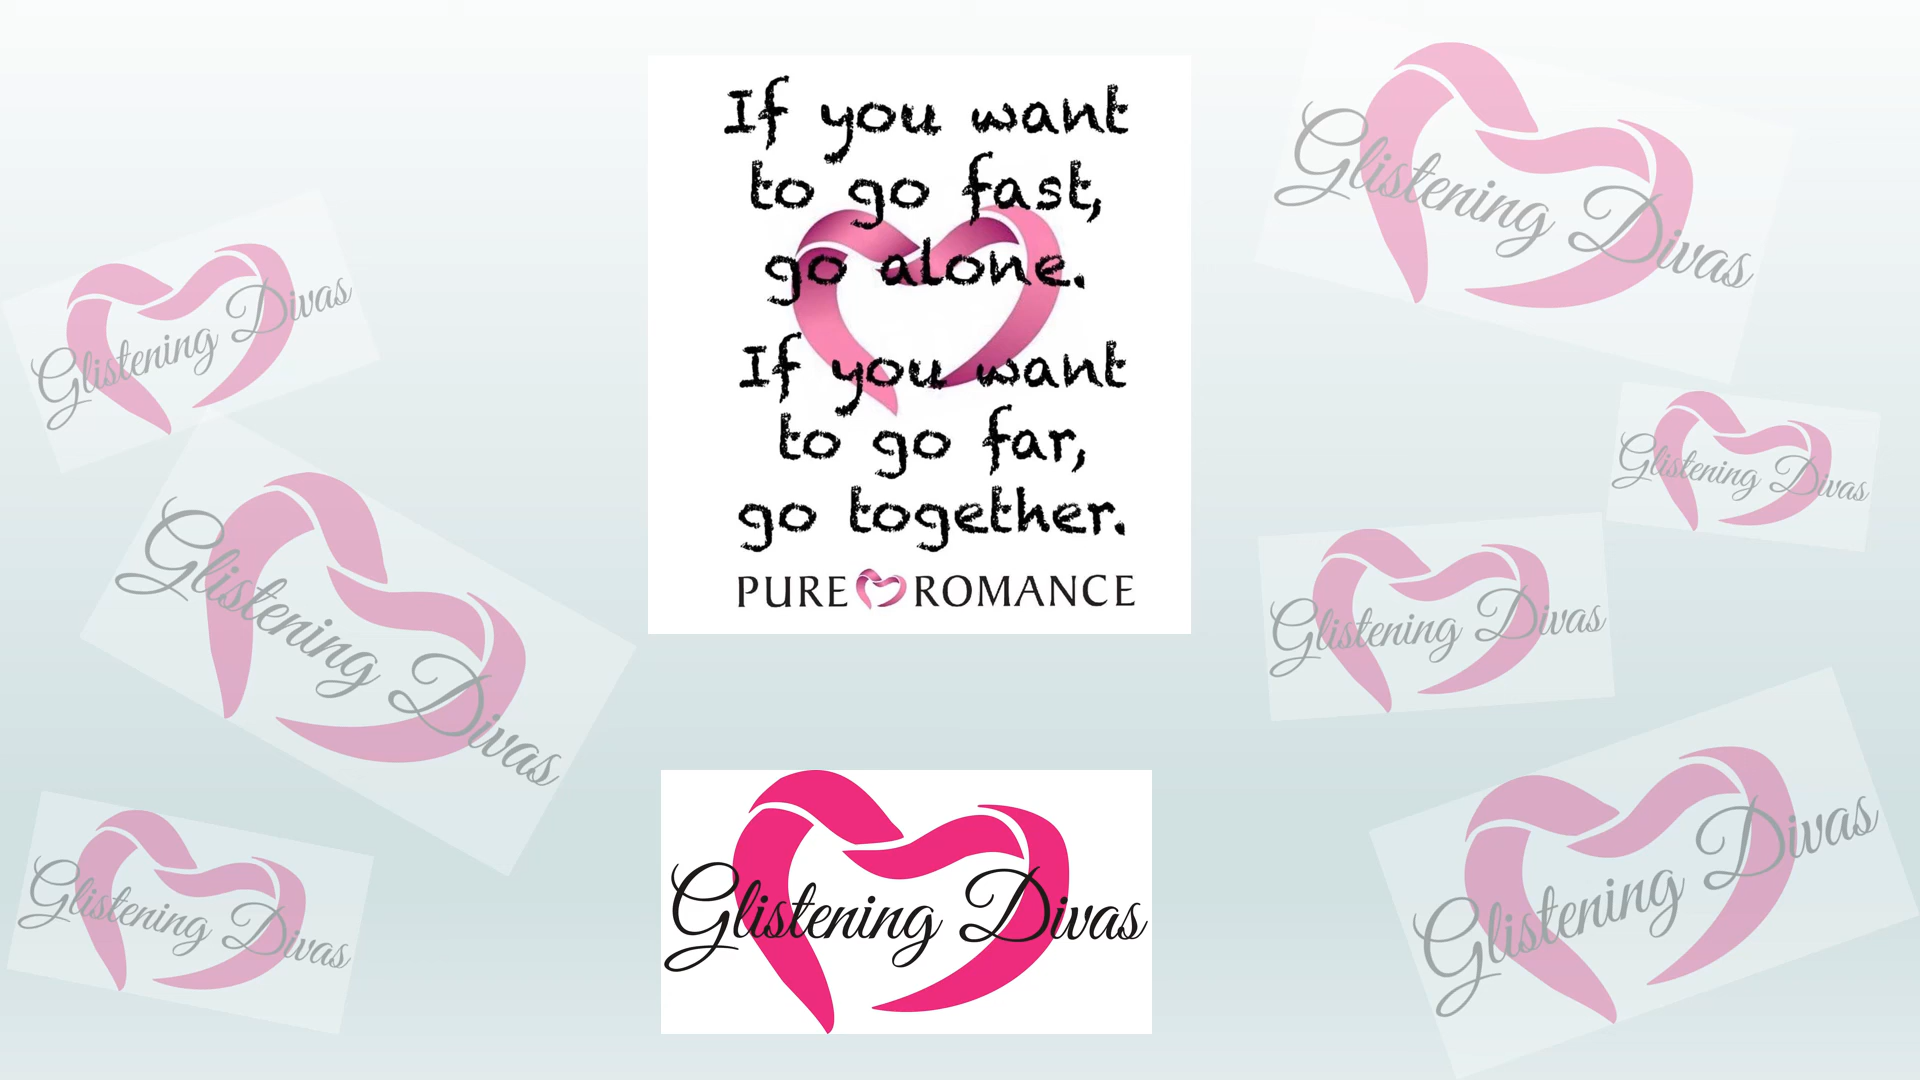 If you want
to go fast,
go alone.
If you want
to go far,
go together.
PURE ROMANCE
Glistening Divas
Glistening Divas
Glistening Divas
Glistening Divas
Glistening Divas
Glistening Divas
Glistening Divas
Glistening Divas